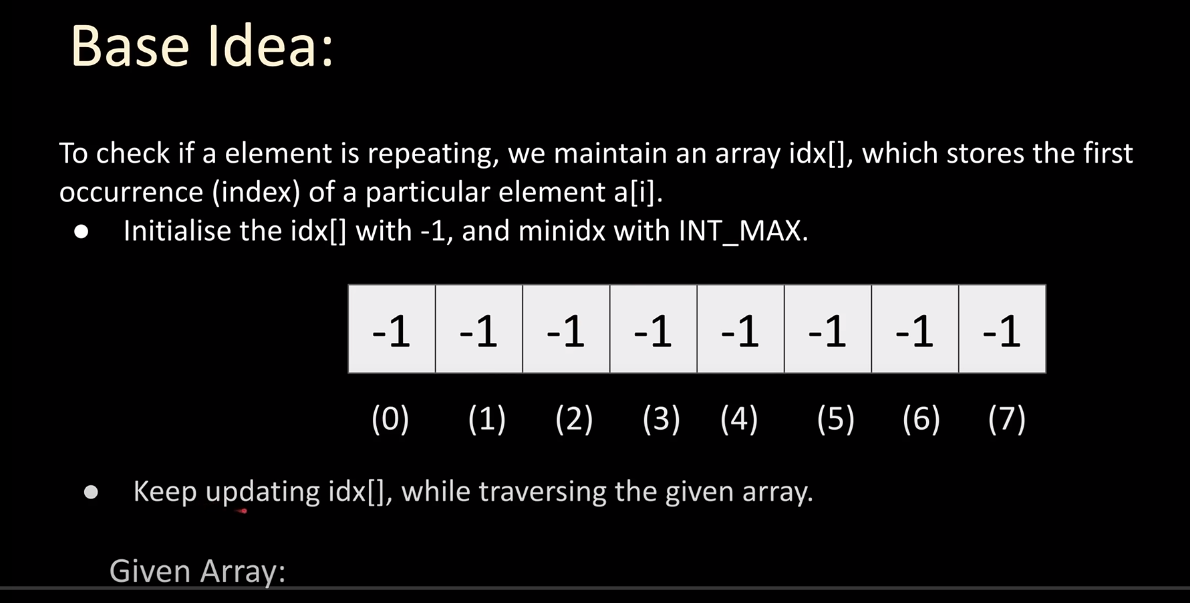 Base Idea:
To check if a element is repeating, we maintain an array idx[], which stores the first
occurrence (index) of a particular element a[i].
● Initialise the idx[] with -1, and minidx with INT_MAX.
-1 -1 -1 -1 -1 -1 -1 -1
(0) (1) (2) (3) (4) (5) (6) (7)
● Keep updating idx[], while traversing the given array.
Given Array: